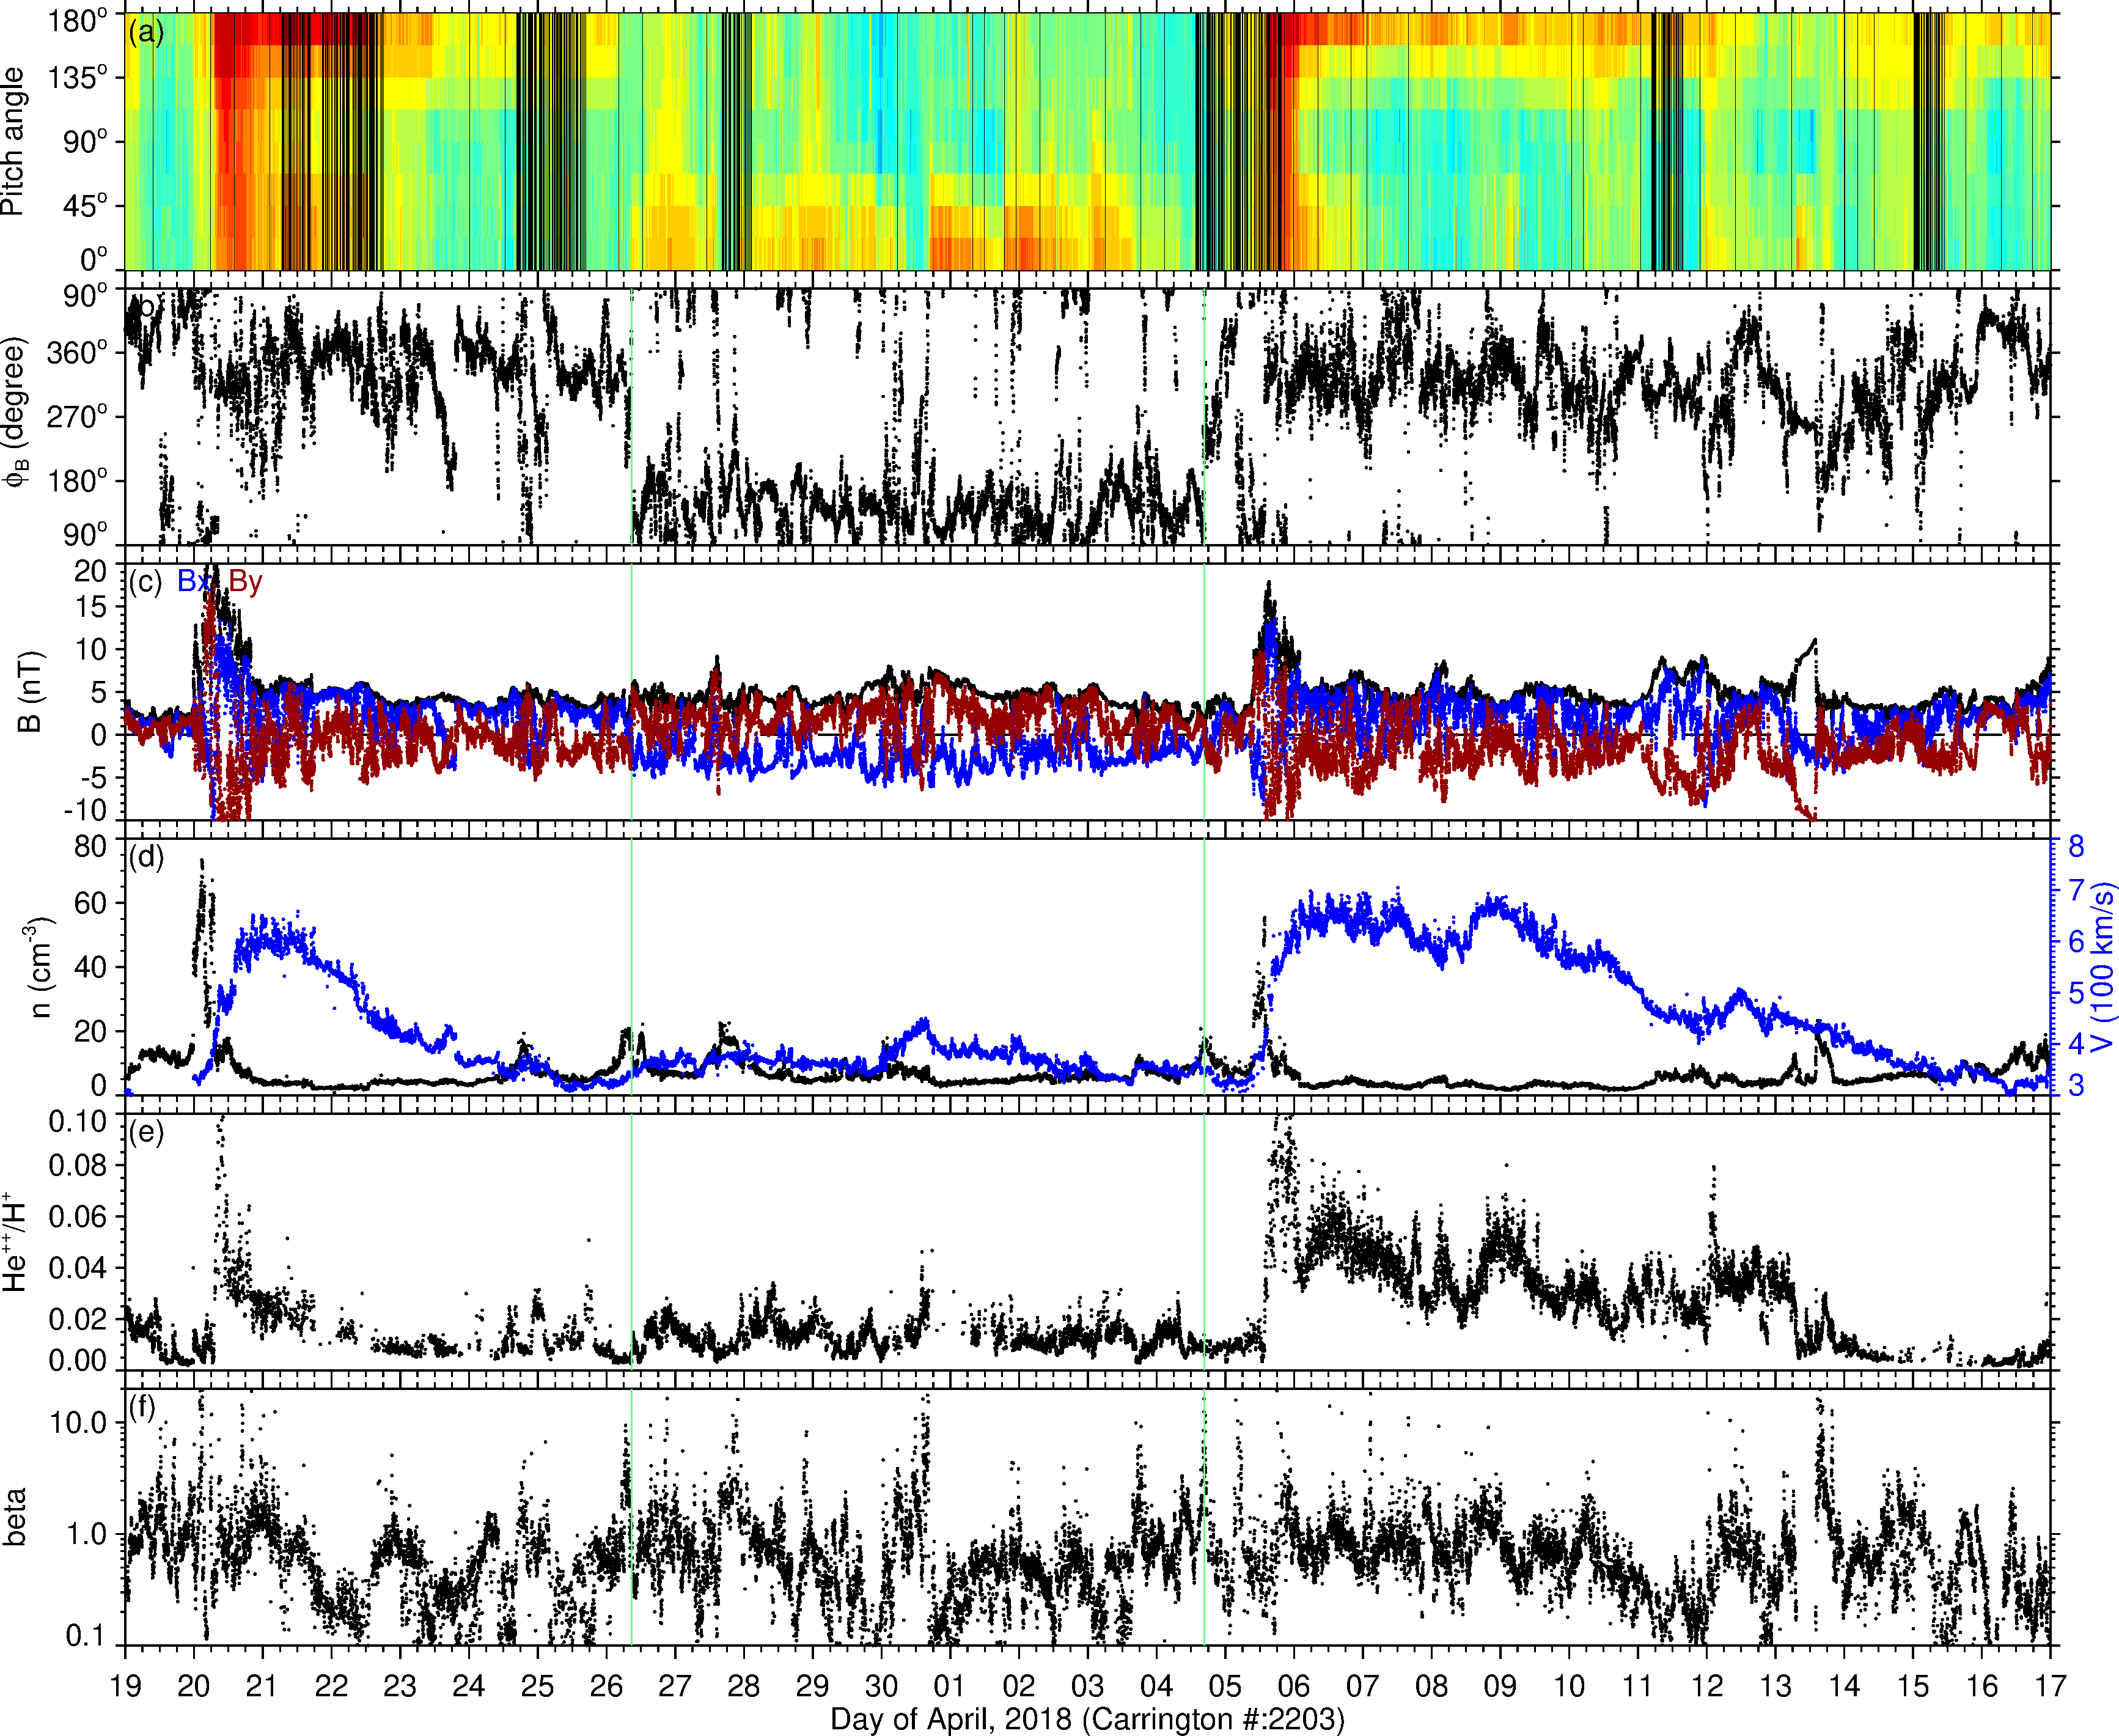 (a)
180°
135°
90°
45°
0°
Pitch angle
(b)
90°
360°
270°
180°
90°
ϕB (degree)
(c) Bx By
20
15
10
5
0
-5
-10
B (nT)
(d)
80
60
40
20
0
n (cm-3)
8
7
6
5
4
3
V (100 km/s)
(e)
0.10
0.08
0.06
0.04
0.02
0.00
He++/H+
(f)
10.0
1.0
0.1
beta
19 20 21 22 23 24 25 26 27 28 29 30 01 02 03 04 05 06 07 08 09 10 11 12 13 14 15 16 17
Day of April, 2018 (Carrington #:2203)